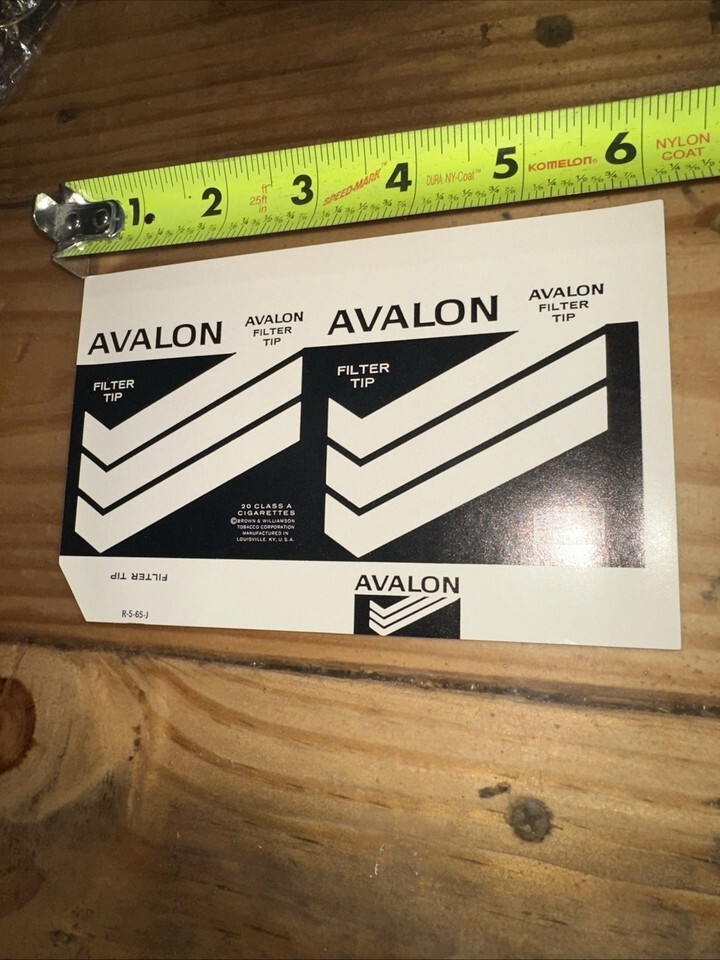 1. 2 ft 25ft in 3 SPEED-MARK™ 4 DURA NY-Coat™ 5 KOMELON® 6 NYLON COAT
AVALON
AVALON
FILTER
TIP
AVALON
AVALON
FILTER
TIP
FILTER
TIP
FILTER
TIP
20 CLASS A
CIGARETTES
©BROWN & WILLIAMSON
TOBACCO CORPORATION
MANUFACTURED IN
LOUISVILLE, KY, U.S.A.
FILTER TIP
R-5-65-J
AVALON